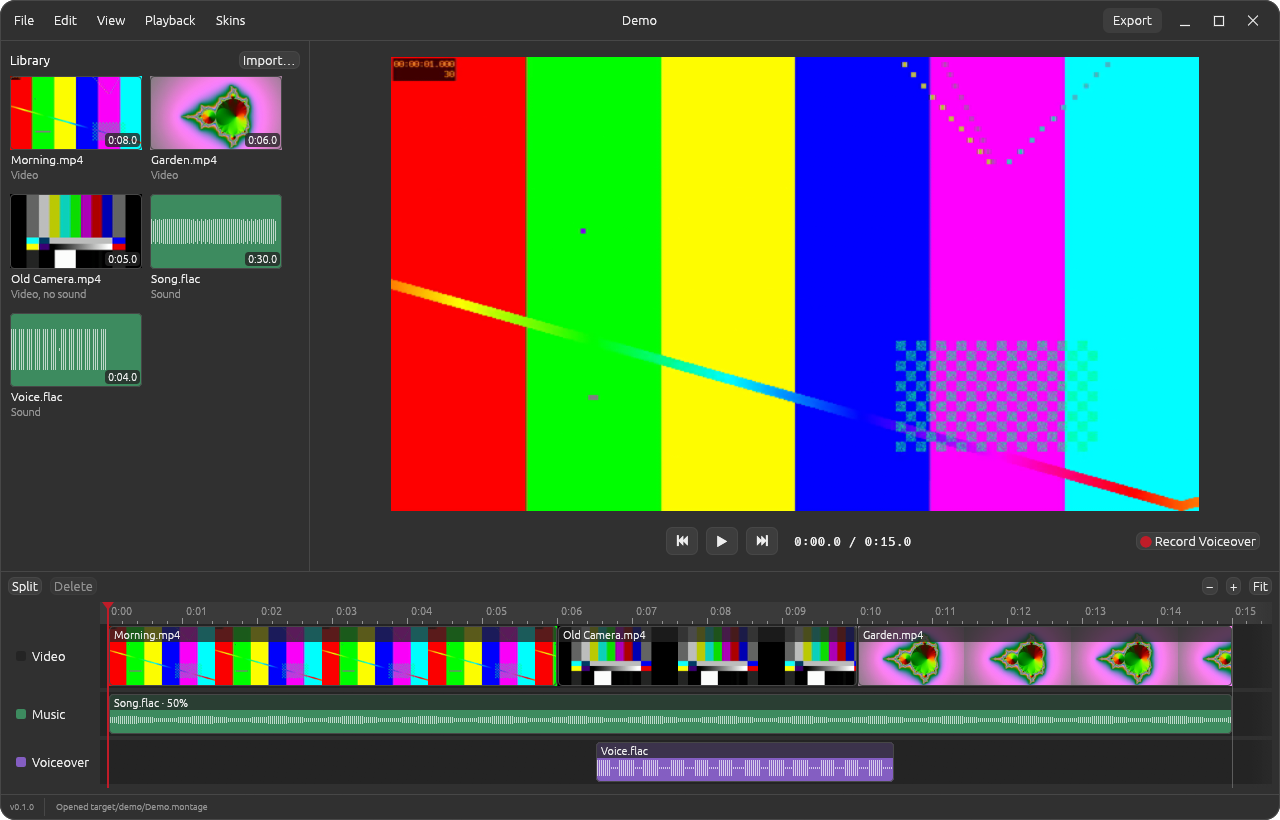 File Edit View Playback Skins
Demo
Export
Library
Import…
00:00:01.000
30
0:08.0
0:06.0
Morning.mp4
Garden.mp4
Video
Video
0:05.0
0:30.0
Old Camera.mp4
Song.flac
Video, no sound
Sound
0:04.0
Voice.flac
Sound
0:00.0 / 0:15.0
Record Voiceover
Split Delete
− + Fit
0:00 0:01 0:02 0:03 0:04 0:05 0:06 0:07 0:08 0:09 0:10 0:11 0:12 0:13 0:14 0:15
Morning.mp4
Old Camera.mp4
Garden.mp4
Video
Song.flac · 50%
Music
Voice.flac
Voiceover
v0.1.0
Opened target/demo/Demo.montage